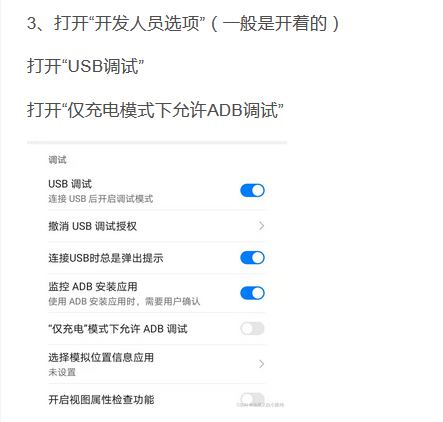 3、打开“开发人员选项”（一般是开着的）
打开“USB调试”
打开“仅充电模式下允许ADB调试”
调试
USB 调试
连接 USB 后开启调试模式
撤消 USB 调试授权
连接USB时总是弹出提示
监控 ADB 安装应用
使用 ADB 安装应用时，需要用户确认
“仅充电”模式下允许 ADB 调试
选择模拟位置信息应用
未设置
开启视图属性检查功能